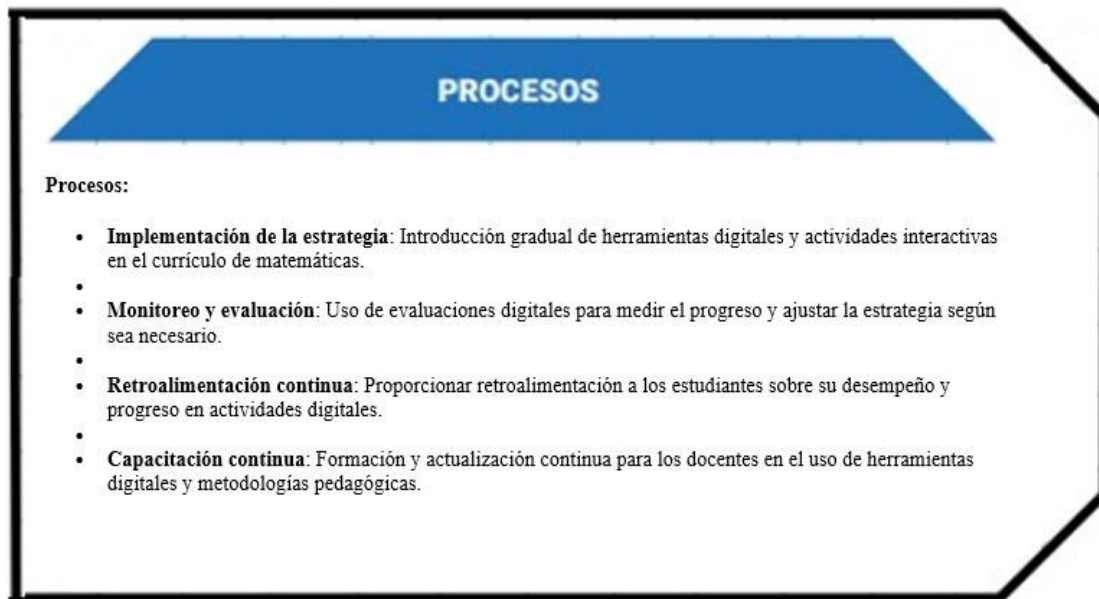 PROCESOS
Procesos:
• Implementación de la estrategia: Introducción gradual de herramientas digitales y actividades interactivas
en el currículo de matemáticas.
•
• Monitoreo y evaluación: Uso de evaluaciones digitales para medir el progreso y ajustar la estrategia según
sea necesario.
•
• Retroalimentación continua: Proporcionar retroalimentación a los estudiantes sobre su desempeño y
progreso en actividades digitales.
•
• Capacitación continua: Formación y actualización continua para los docentes en el uso de herramientas
digitales y metodologías pedagógicas.